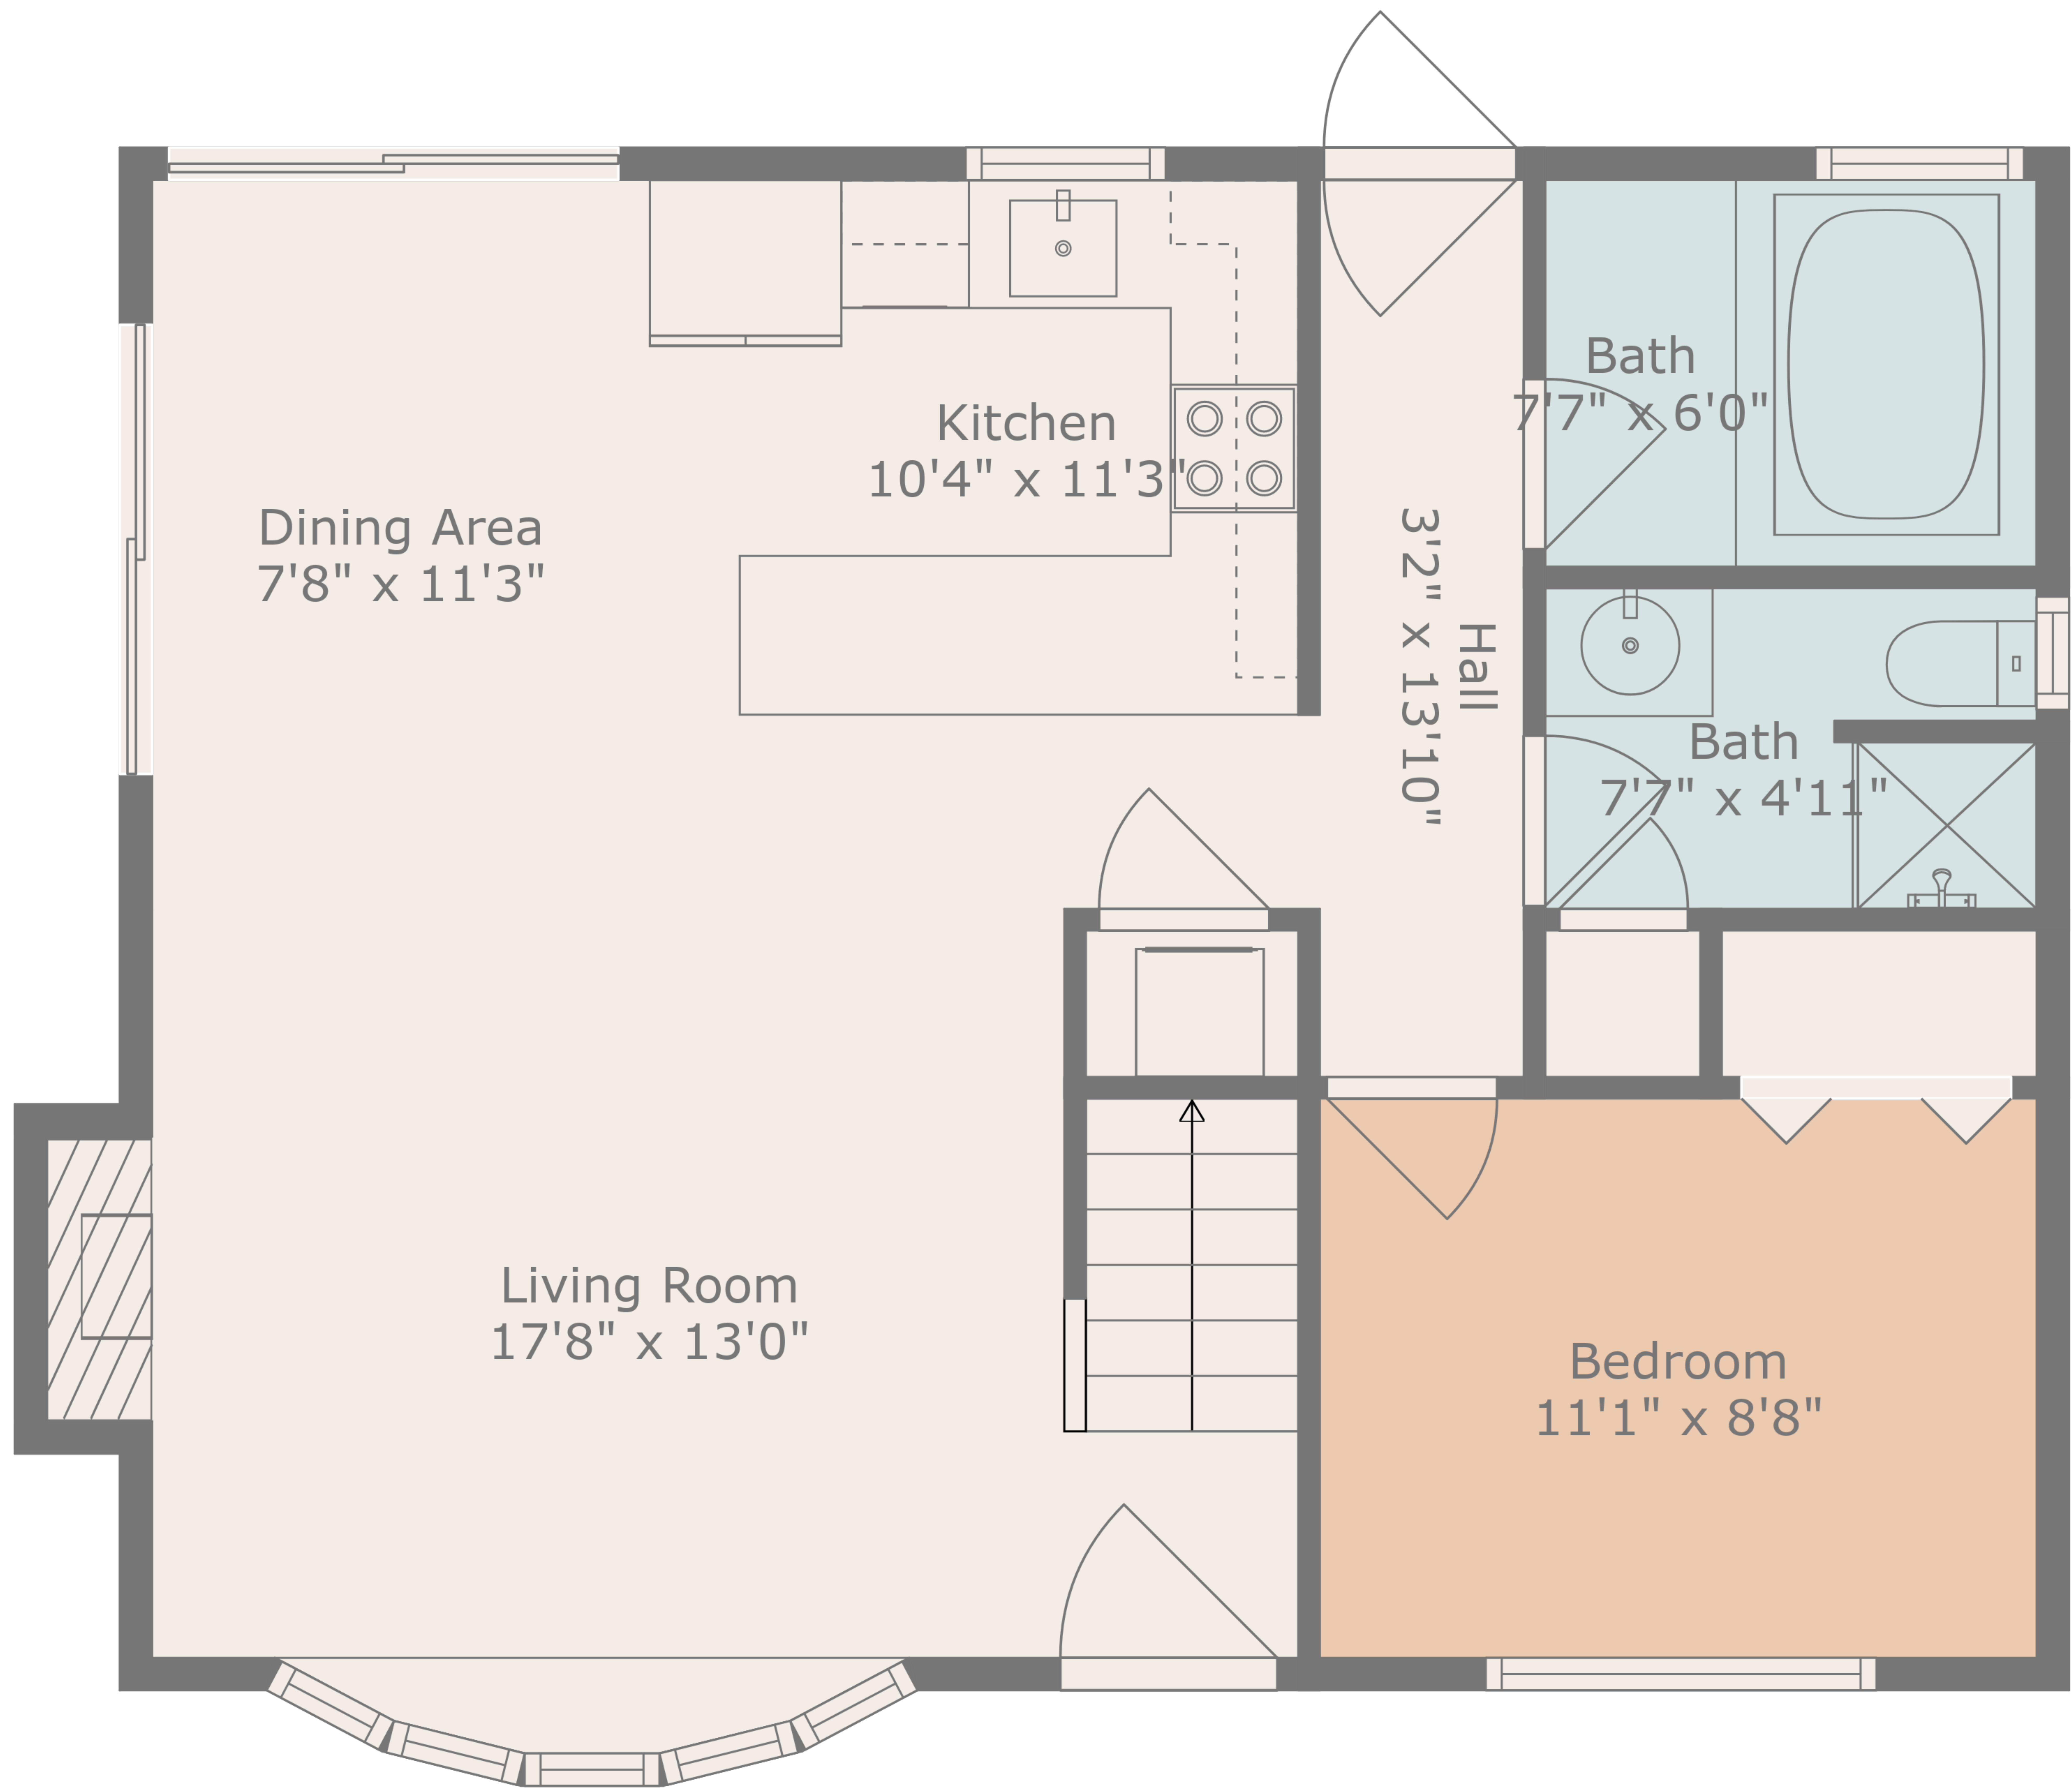 Bath
7'7" x 6'0"
Kitchen
10'4" x 11'3"
Dining Area
7'8" x 11'3"
Hall
3'2" x 13'10"
Bath
7'7" x 4'11"
Living Room
17'8" x 13'0"
Bedroom
11'1" x 8'8"